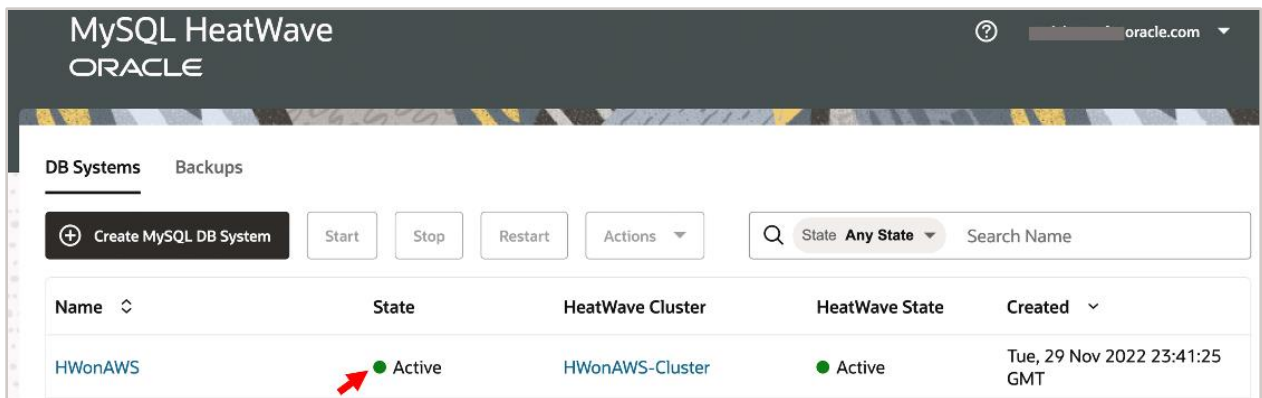 MySQL HeatWave
ORACLE
oracle.com
DB Systems Backups
Create MySQL DB System Start Stop Restart Actions State Any State Search Name
Name State HeatWave Cluster HeatWave State Created
HWonAWS Active HWonAWS-Cluster Active Tue, 29 Nov 2022 23:41:25
GMT